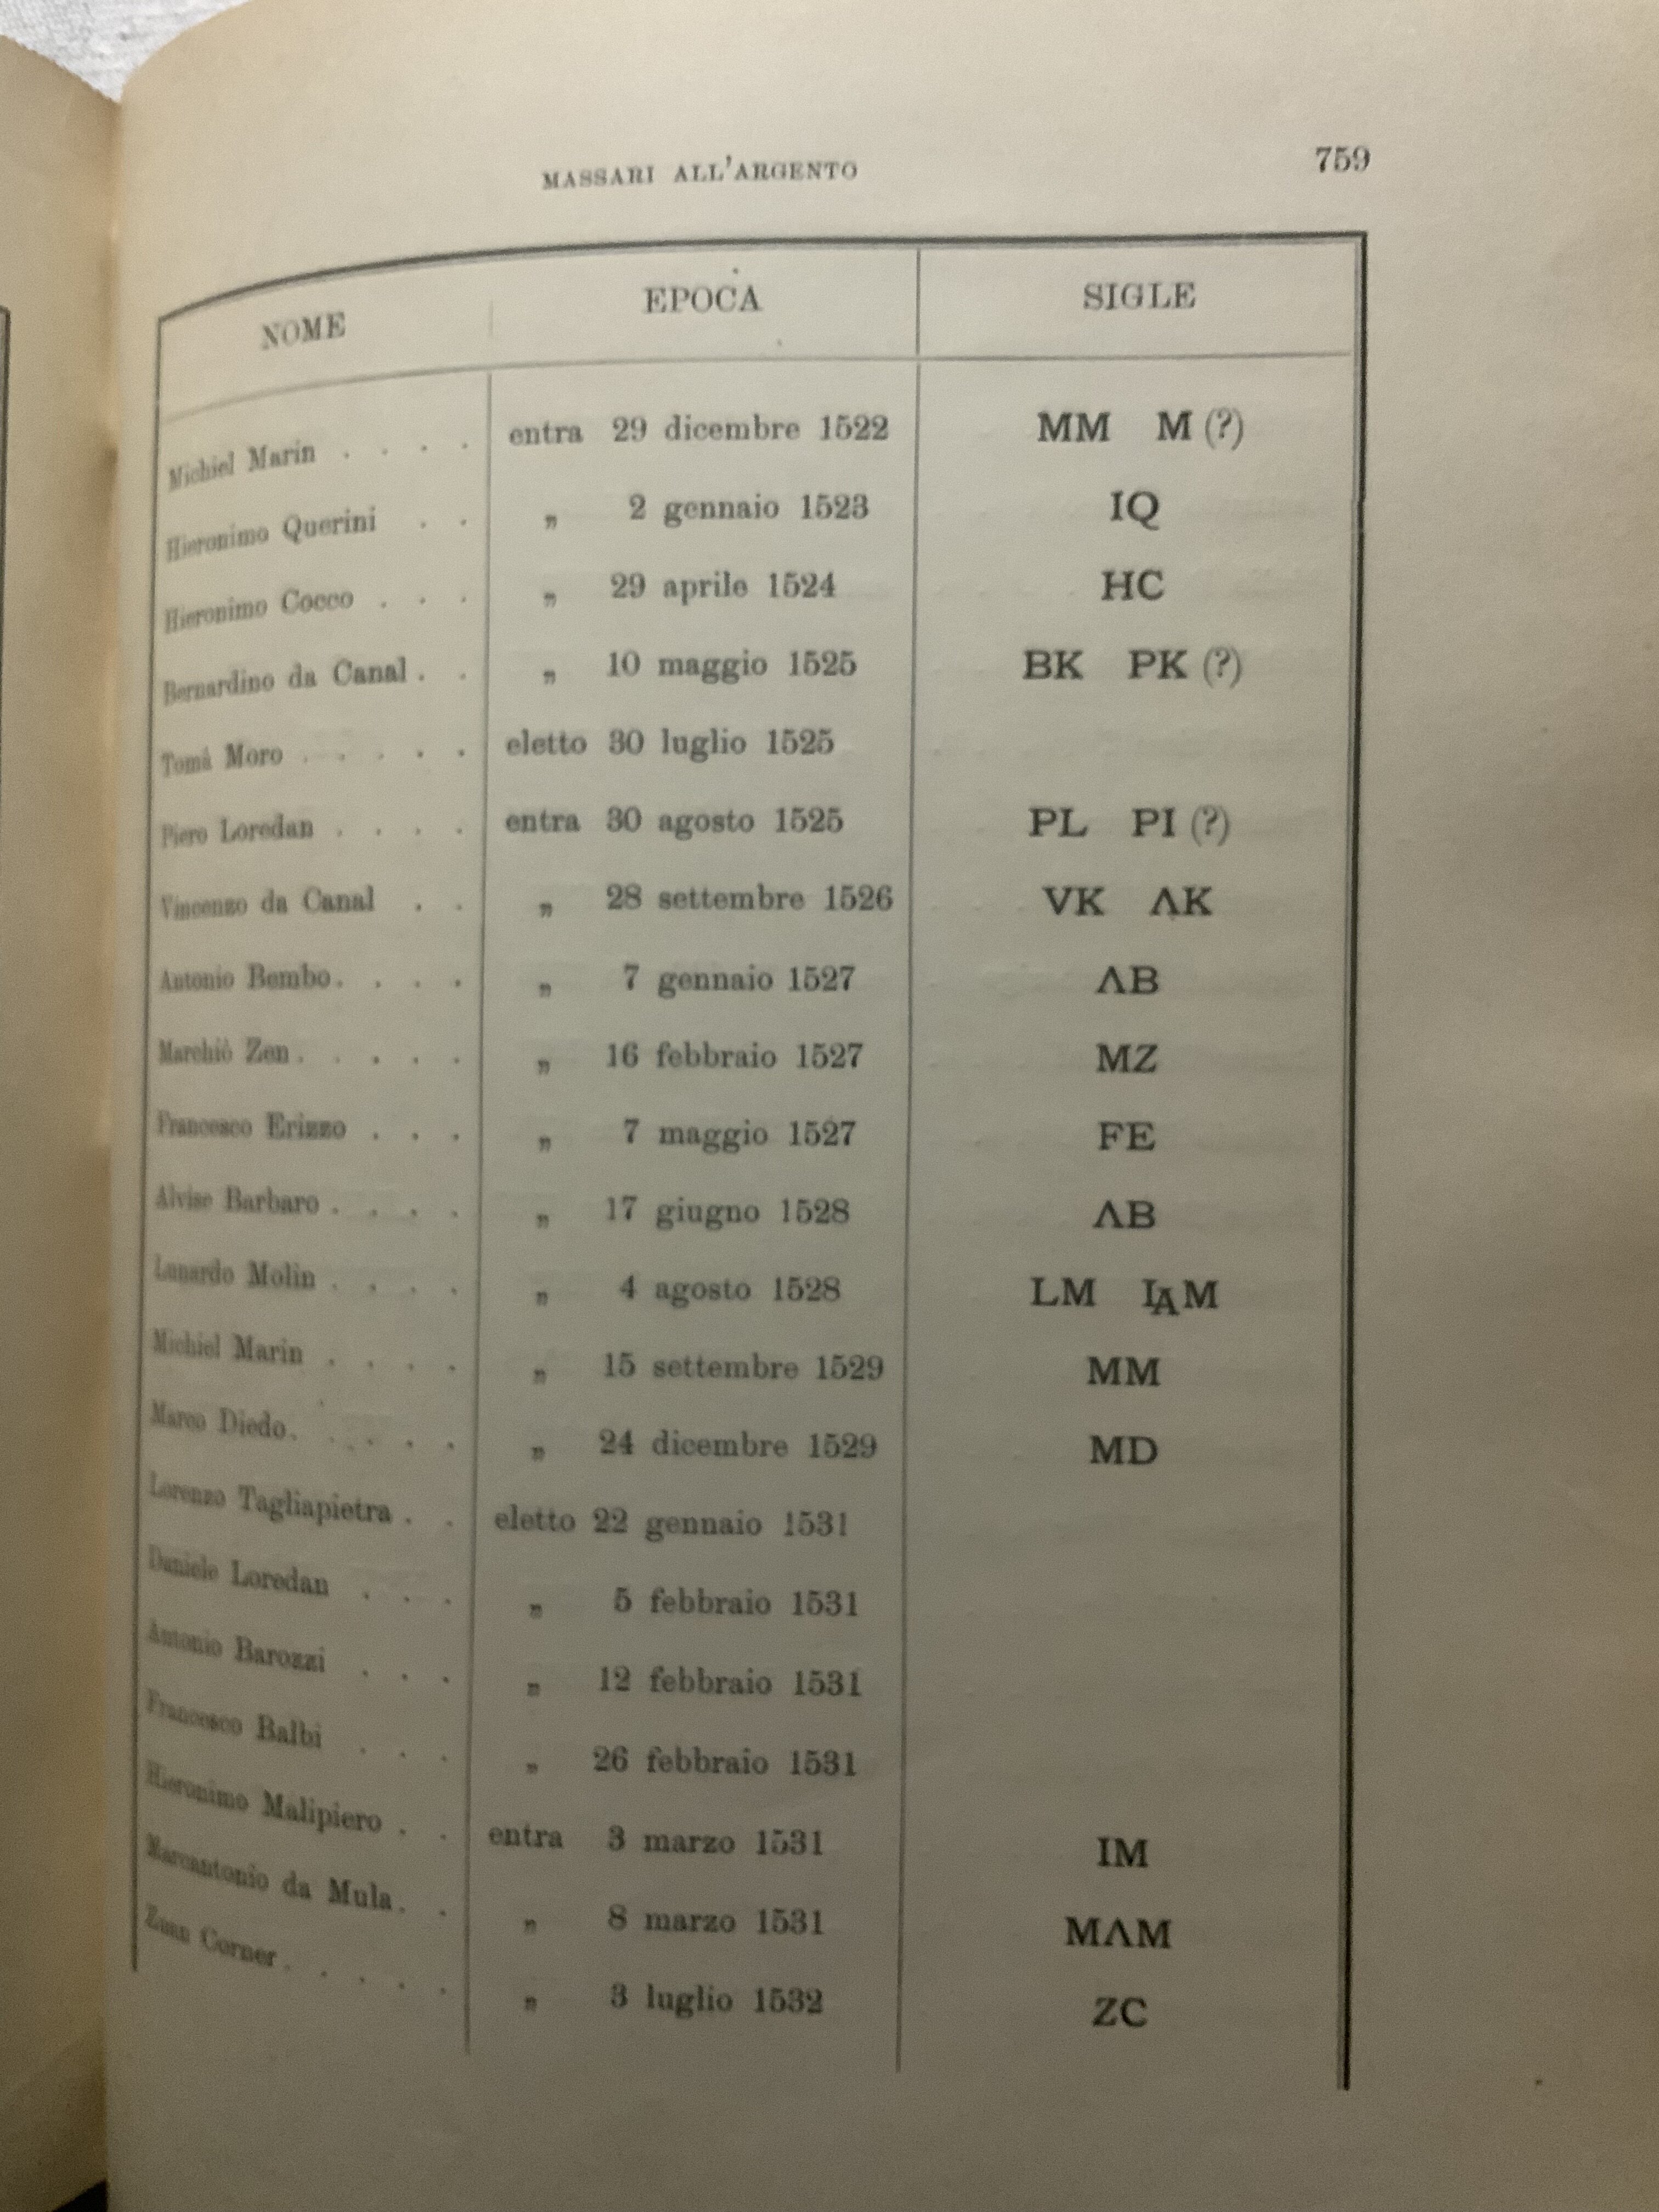 MASSARI ALL'ARGENTO 759
NOME EPOCA SIGLE
Michiel Marin . . . . entra 29 dicembre 1522 MM M (?)
Hieronimo Querini . . „ 2 gennaio 1523 IQ
Hieronimo Cocco . . . „ 29 aprile 1524 HC
Bernardino da Canal . . „ 10 maggio 1525 BK PK (?)
Tomà Moro . . . . . eletto 30 luglio 1525
Piero Loredan . . . . entra 30 agosto 1525 PL PI (?)
Vincenzo da Canal . . „ 28 settembre 1526 VK ΛK
Antonio Bembo . . . . „ 7 gennaio 1527 ΛB
Marchiò Zen . . . . . „ 16 febbraio 1527 MZ
Francesco Erizzo . . . „ 7 maggio 1527 FE
Alvise Barbaro . . . . „ 17 giugno 1528 ΛB
Lunardo Molin . . . . „ 4 agosto 1528 LM IAM
Michiel Marin . . . . „ 15 settembre 1529 MM
Marco Diedo . . . . . „ 24 dicembre 1529 MD
Lorenzo Tagliapietra . . eletto 22 gennaio 1531
Daniele Loredan . . . „ 5 febbraio 1531
Antonio Barozzi . . . „ 12 febbraio 1531
Francesco Balbi . . . „ 26 febbraio 1531
Hieronimo Malipiero . . entra 3 marzo 1531 IM
Marcantonio da Mula . . „ 8 marzo 1531 MΛM
Zuan Corner . . . . . „ 3 luglio 1532 ZC